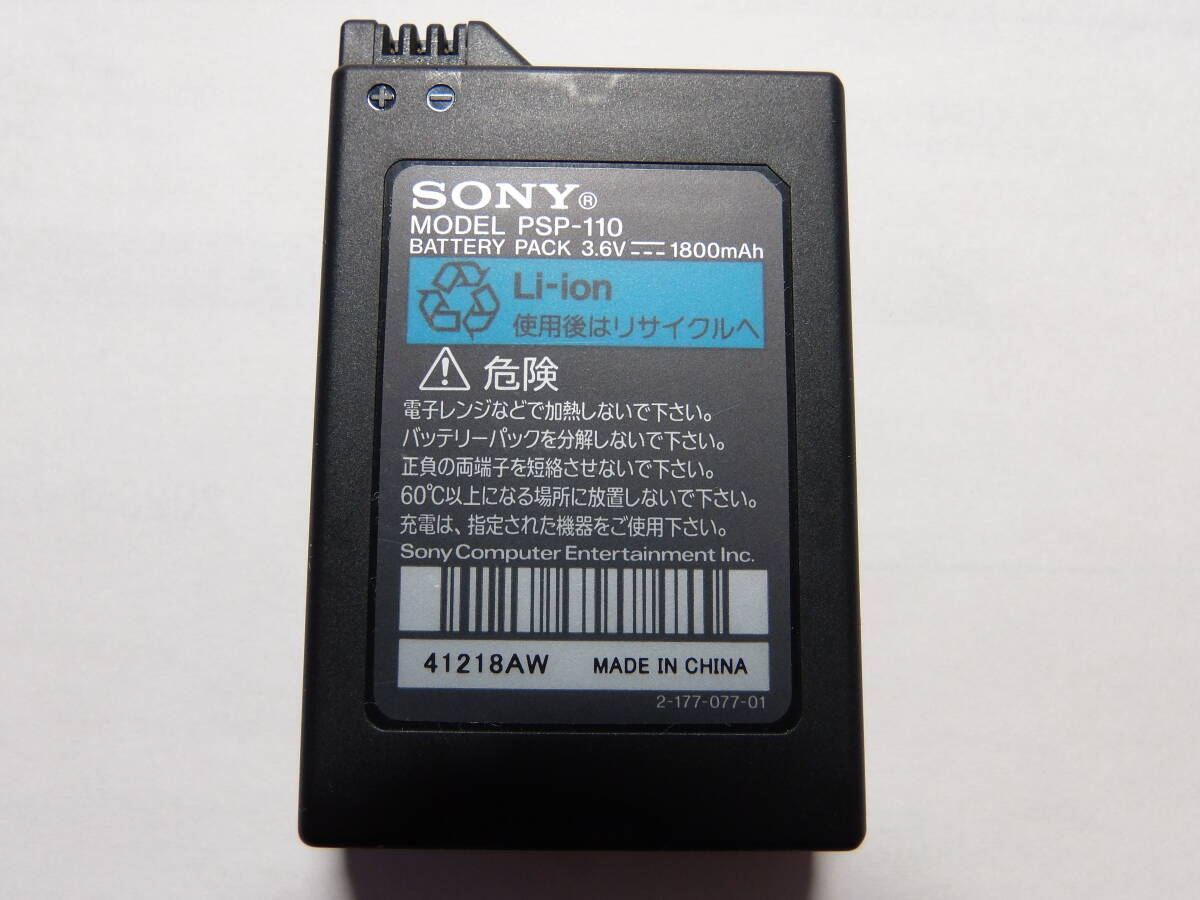 + −
SONY®
MODEL PSP-110
BATTERY PACK 3.6V⎓1800mAh
Li-ion
使用後はリサイクルへ
危険
電子レンジなどで加熱しないで下さい。
バッテリーパックを分解しないで下さい。
正負の両端子を短絡させないで下さい。
60℃以上になる場所に放置しないで下さい。
充電は、指定された機器をご使用下さい。
Sony Computer Entertainment Inc.
41218AW MADE IN CHINA
2-177-077-01